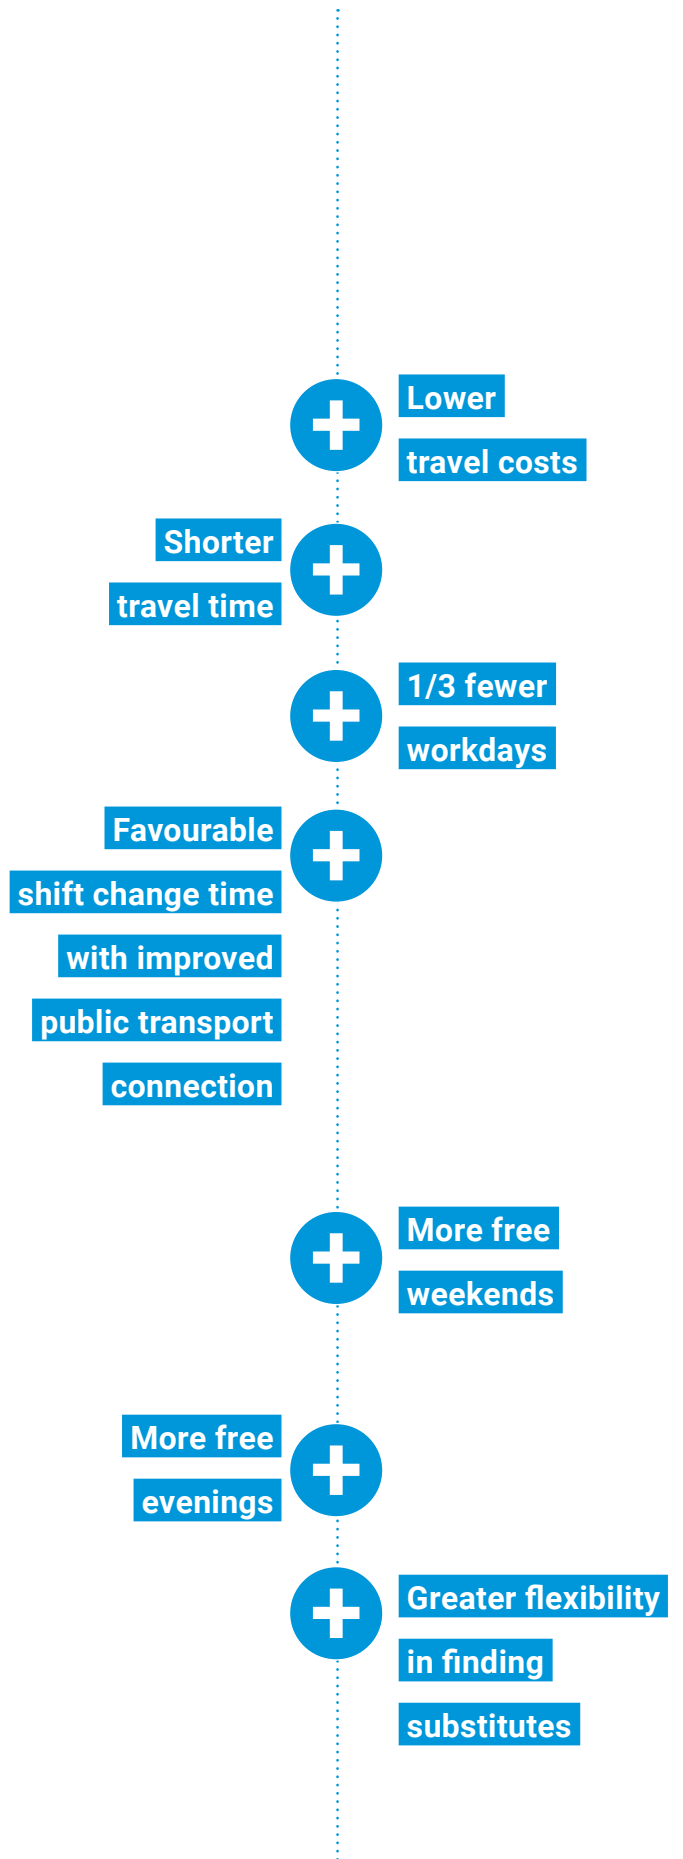 Lower
travel costs
Shorter
travel time
1/3 fewer
workdays
Favourable
shift change time
with improved
public transport
connection
More free
weekends
More free
evenings
Greater flexibility
in finding
substitutes